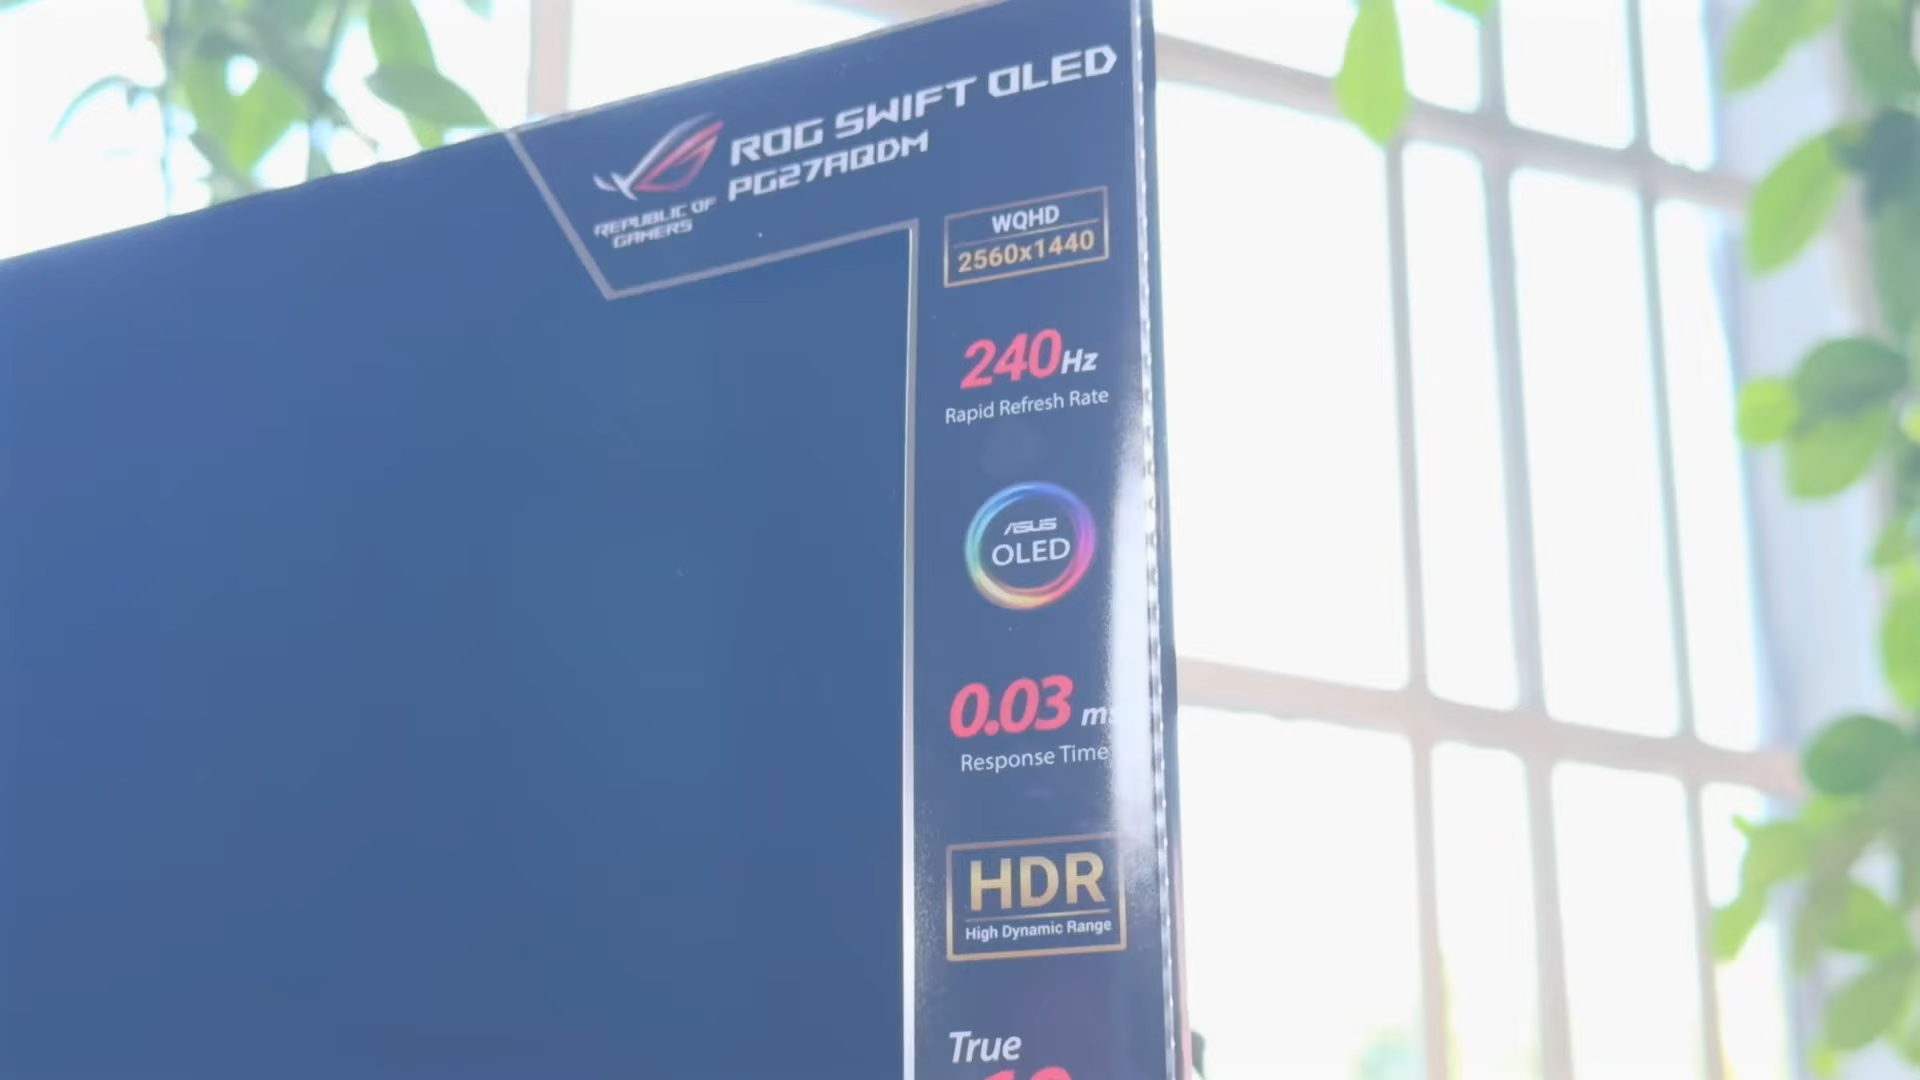 ROG SWIFT OLED
PG27AQDM
REPUBLIC OF
GAMERS
WQHD
2560x1440
240Hz
Rapid Refresh Rate
ASUS
OLED
0.03 ms
Response Time
HDR
High Dynamic Range
True